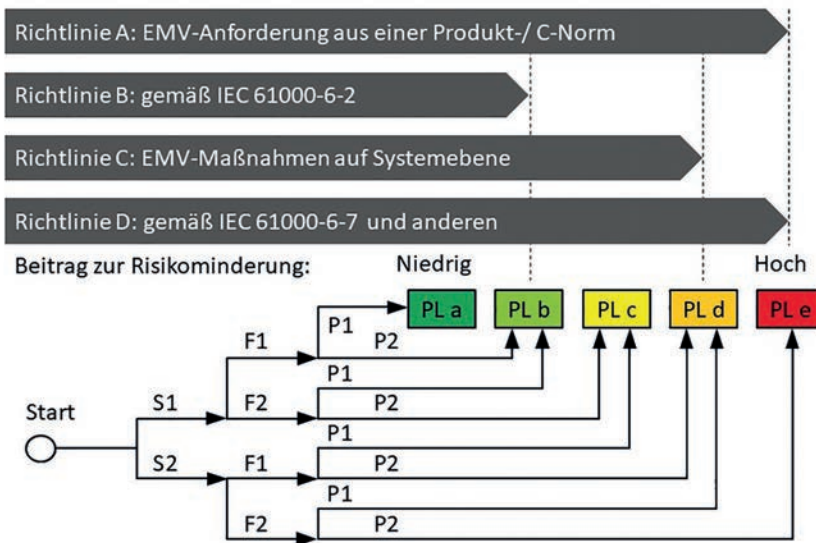 Richtlinie A: EMV-Anforderung aus einer Produkt-/ C-Norm
Richtlinie B: gemäß IEC 61000-6-2
Richtlinie C: EMV-Maßnahmen auf Systemebene
Richtlinie D: gemäß IEC 61000-6-7 und anderen
Beitrag zur Risikominderung: Niedrig Hoch
PL a PL b PL c PL d PL e
P1
F1 P2
P1
Start S1 F2 P2
P1
S2 F1 P2
P1
F2 P2